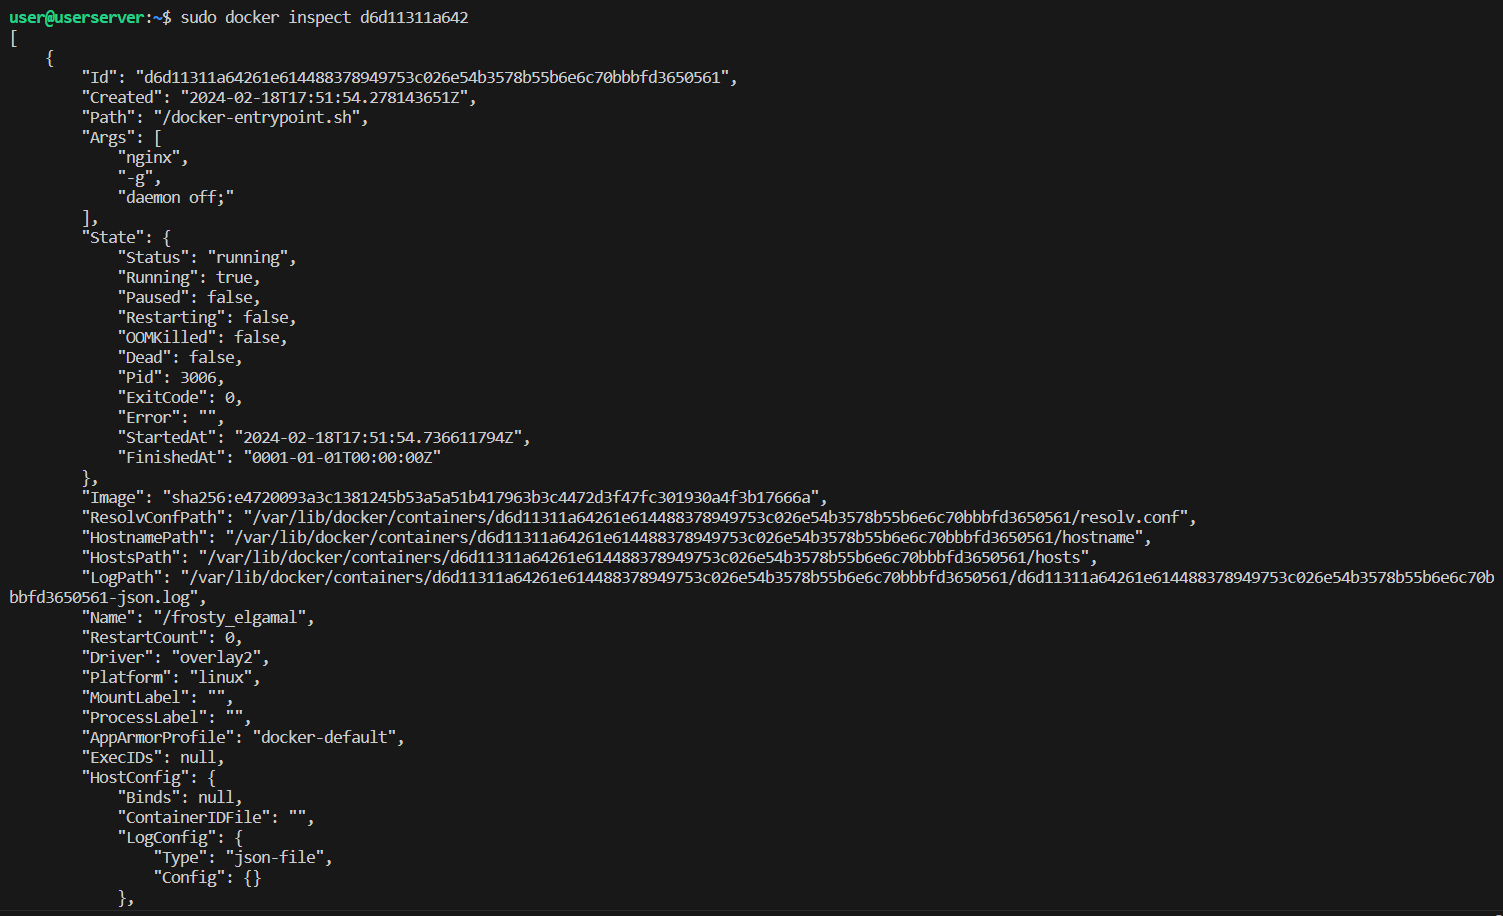 user@userserver:~$ sudo docker inspect d6d11311a642
[
    {
        "Id": "d6d11311a64261e614488378949753c026e54b3578b55b6e6c70bbbfd3650561",
        "Created": "2024-02-18T17:51:54.278143651Z",
        "Path": "/docker-entrypoint.sh",
        "Args": [
            "nginx",
            "-g",
            "daemon off;"
        ],
        "State": {
            "Status": "running",
            "Running": true,
            "Paused": false,
            "Restarting": false,
            "OOMKilled": false,
            "Dead": false,
            "Pid": 3006,
            "ExitCode": 0,
            "Error": "",
            "StartedAt": "2024-02-18T17:51:54.736611794Z",
            "FinishedAt": "0001-01-01T00:00:00Z"
        },
        "Image": "sha256:e4720093a3c1381245b53a5a51b417963b3c4472d3f47fc301930a4f3b17666a",
        "ResolvConfPath": "/var/lib/docker/containers/d6d11311a64261e614488378949753c026e54b3578b55b6e6c70bbbfd3650561/resolv.conf",
        "HostnamePath": "/var/lib/docker/containers/d6d11311a64261e614488378949753c026e54b3578b55b6e6c70bbbfd3650561/hostname",
        "HostsPath": "/var/lib/docker/containers/d6d11311a64261e614488378949753c026e54b3578b55b6e6c70bbbfd3650561/hosts",
        "LogPath": "/var/lib/docker/containers/d6d11311a64261e614488378949753c026e54b3578b55b6e6c70bbbfd3650561/d6d11311a64261e614488378949753c026e54b3578b55b6e6c70b
bbfd3650561-json.log",
        "Name": "/frosty_elgamal",
        "RestartCount": 0,
        "Driver": "overlay2",
        "Platform": "linux",
        "MountLabel": "",
        "ProcessLabel": "",
        "AppArmorProfile": "docker-default",
        "ExecIDs": null,
        "HostConfig": {
            "Binds": null,
            "ContainerIDFile": "",
            "LogConfig": {
                "Type": "json-file",
                "Config": {}
            },